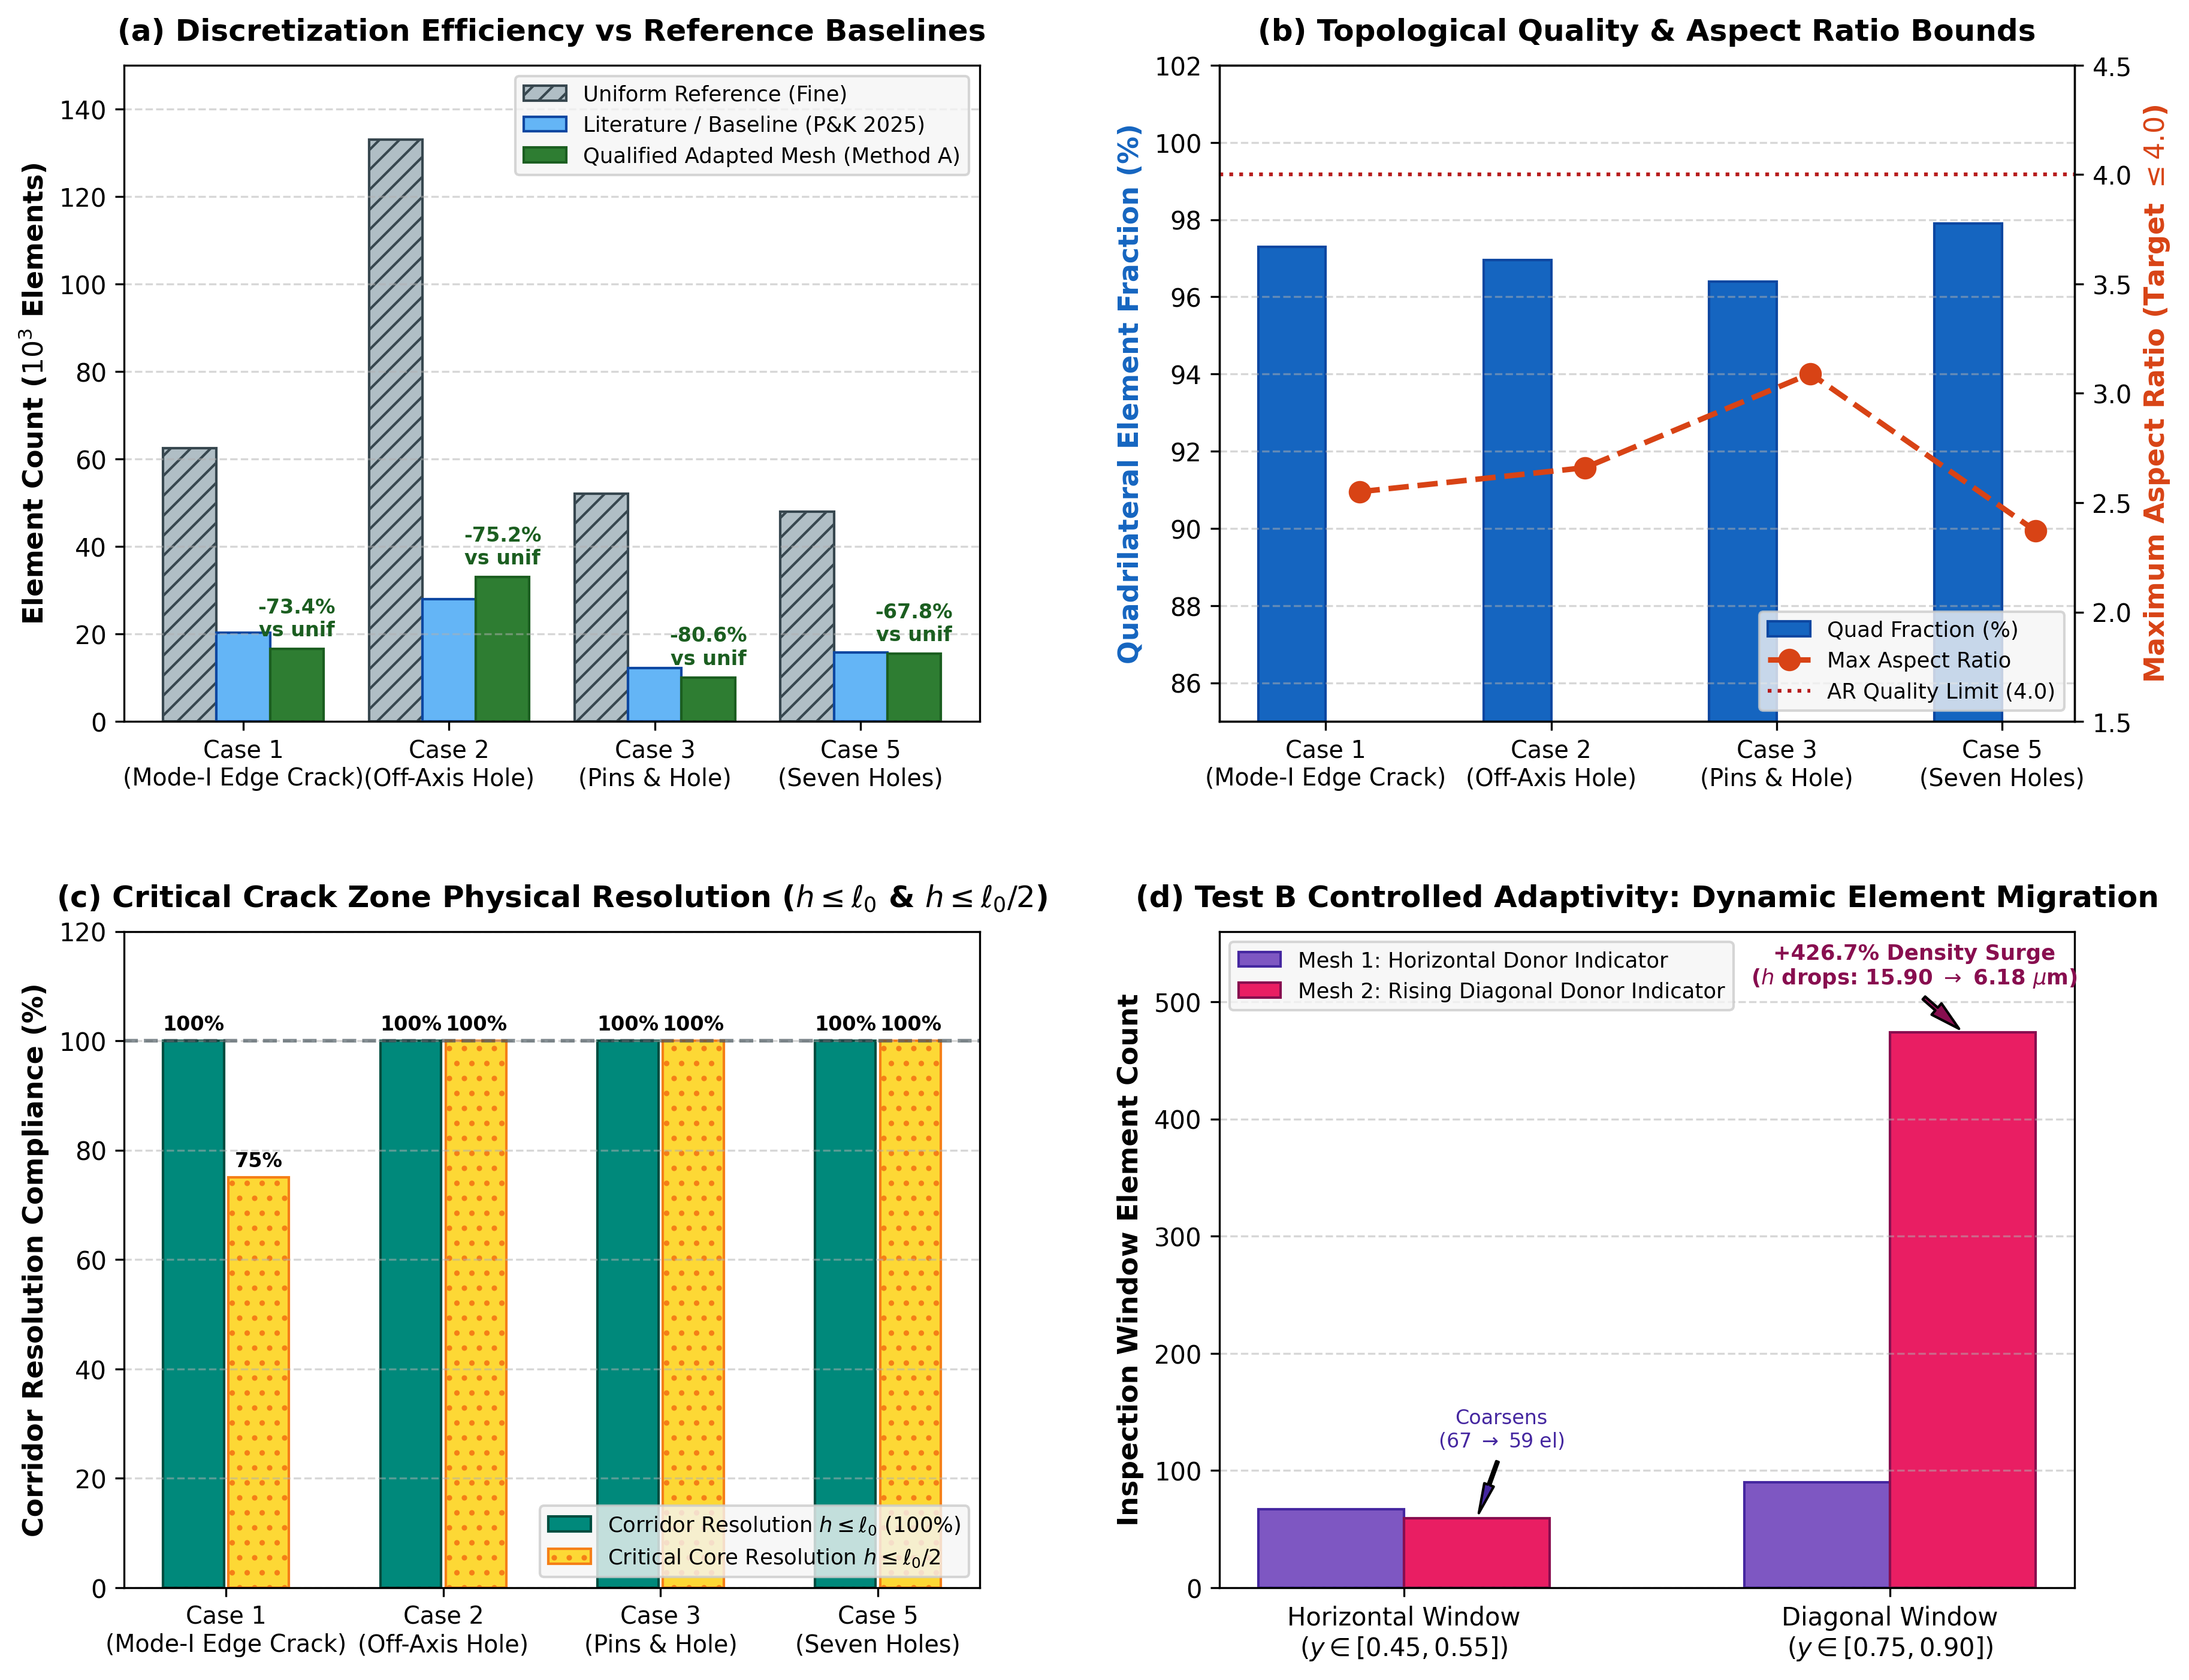 (a) Discretization Efficiency vs Reference Baselines
Element Count (10³ Elements)
140
120
100
80
60
40
20
0
Uniform Reference (Fine)
Literature / Baseline (P&K 2025)
Qualified Adapted Mesh (Method A)
-73.4%
vs unif
-75.2%
vs unif
-80.6%
vs unif
-67.8%
vs unif
Case 1
(Mode-I Edge Crack)
Case 2
(Off-Axis Hole)
Case 3
(Pins & Hole)
Case 5
(Seven Holes)
(b) Topological Quality & Aspect Ratio Bounds
Quadrilateral Element Fraction (%)
102
100
98
96
94
92
90
88
86
4.5
4.0
3.5
3.0
2.5
2.0
1.5
Maximum Aspect Ratio (Target ≤ 4.0)
Quad Fraction (%)
Max Aspect Ratio
AR Quality Limit (4.0)
Case 1
(Mode-I Edge Crack)
Case 2
(Off-Axis Hole)
Case 3
(Pins & Hole)
Case 5
(Seven Holes)
(c) Critical Crack Zone Physical Resolution (h ≤ ℓ₀ & h ≤ ℓ₀/2)
Corridor Resolution Compliance (%)
120
100
80
60
40
20
0
100%
75%
100%
100%
100%
100%
100%
100%
Corridor Resolution h ≤ ℓ₀ (100%)
Critical Core Resolution h ≤ ℓ₀/2
Case 1
(Mode-I Edge Crack)
Case 2
(Off-Axis Hole)
Case 3
(Pins & Hole)
Case 5
(Seven Holes)
(d) Test B Controlled Adaptivity: Dynamic Element Migration
Inspection Window Element Count
500
400
300
200
100
0
Mesh 1: Horizontal Donor Indicator
Mesh 2: Rising Diagonal Donor Indicator
+426.7% Density Surge
(h drops: 15.90 → 6.18 μm)
Coarsens
(67 → 59 el)
Horizontal Window
(y ∈ [0.45, 0.55])
Diagonal Window
(y ∈ [0.75, 0.90])